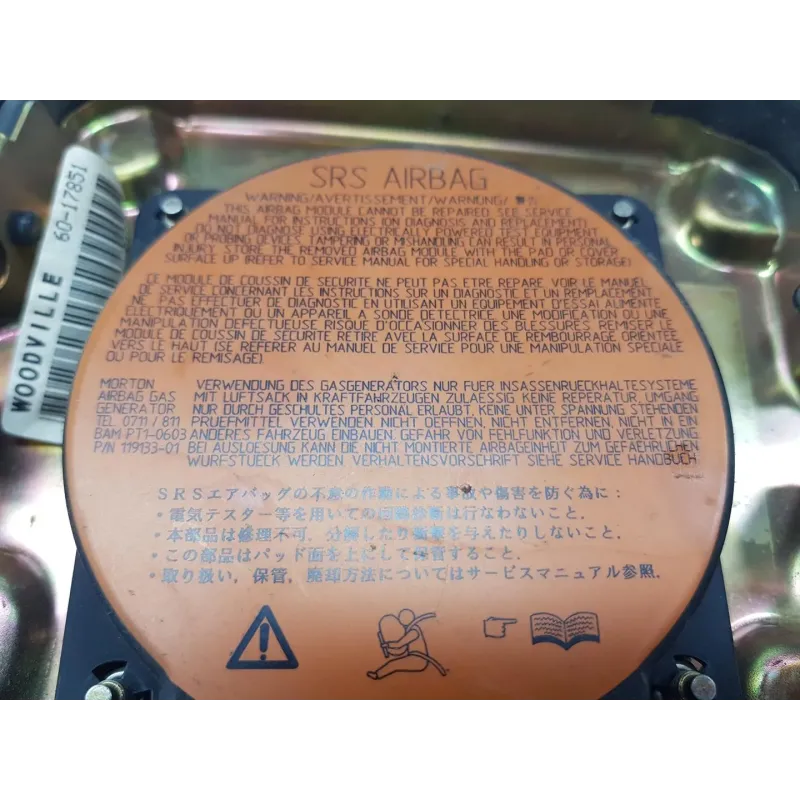 WOODVILLE 60-17851
SRS AIRBAG
WARNING/AVERTISSEMENT/WARNUNG/ 警告
THIS AIRBAG MODULE CANNOT BE REPAIRED SEE SERVICE
MANUAL FOR INSTRUCTIONS ON DIAGNOSIS AND REPLACEMENT)
DO NOT DIAGNOSE USING ELECTRICALLY POWERED TEST EQUIPMENT
OR PROBING DEVICES. TAMPERING OR MISHANDLING CAN RESULT IN PERSONAL
INJURY. STORE THE REMOVED AIRBAG MODULE WITH THE PAD OR COVER
SURFACE UP (REFER TO SERVICE MANUAL FOR SPECIAL HANDLING OR STORAGE)
CE MODULE DE COUSSIN DE SECURITE NE PEUT PAS ETRE REPARE VOIR LE MANUEL
DE SERVICE CONCERNANT LES INSTRUCTIONS SUR UN DIAGNOSTIC ET UN REMPLACEMENT
NE PAS EFFECTUER DE DIAGNOSTIC EN UTILISANT UN EQUIPEMENT D'ESSAI ALIMENTE
ELECTRIQUEMENT OU UN APPAREIL A SONDE DETECTRICE UNE MODIFICATION OU UNE
MANIPULATION DEFECTUEUSE RISQUE D'OCCASIONNER DES BLESSURES REMISER LE
MODULE DE COUSSIN DE SECURITE RETIRE AVEC LA SURFACE DE REMBOURRAGE ORIENTEE
VERS LE HAUT (SE REFERER AU MANUEL DE SERVICE POUR UNE MANIPULATION SPECIALE
OU POUR LE REMISAGE)
MORTON
AIRBAG GAS
GENERATOR
TEL 0711 / 811
BAM PT1-0603
P/N 119133-01
VERWENDUNG DES GASGENERATORS NUR FUER INSASSENRUECKHALTESYSTEME
MIT LUFTSACK IN KRAFTFAHRZEUGEN ZULAESSIG KEINE REPERATUR, UMGANG
NUR DURCH GESCHULTES PERSONAL ERLAUBT, KEINE UNTER SPANNUNG STEHENDEN
PRUEFMITTEL VERWENDEN NICHT OEFFNEN, NICHT ENTFERNEN, NICHT IN EIN
ANDERES FAHRZEUG EINBAUEN. GEFAHR VON FEHLFUNKTION UND VERLETZUNG
BEI AUSLOESUNG KANN DIE NICHT MONTIERTE AIRBAGEINHEIT ZUM GEFAEHRLICHEN
WURFSTUECK WERDEN VERHALTENSVORSCHRIFT SIEHE SERVICE HANDBUCH
SRSエアバッグの不意の作動による事故や傷害を防ぐ為に：
・電気テスター等を用いての回路診断は行なわないこと．
・本部品は修理不可．分解したり衝撃を与えたりしないこと．
・この部品はパッド面を上にして保管すること．
・取り扱い，保管，廃却方法についてはサービスマニュアル参照．